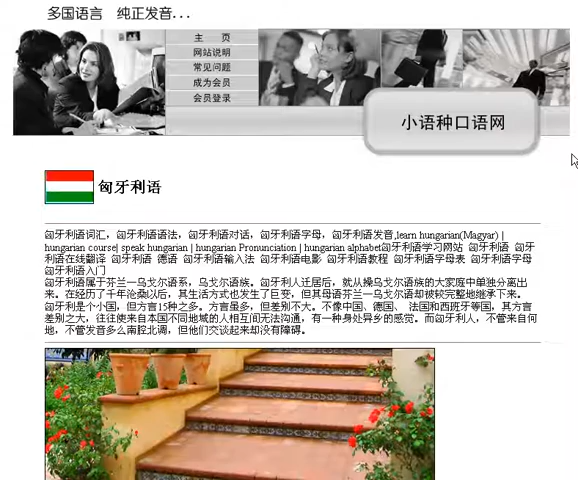 多国语言 纯正发音...
主 页
网站说明
常见问题
成为会员
会员登录
小语种口语网
匈牙利语
匈牙利语词汇，匈牙利语语法，匈牙利语对话，匈牙利语字母，匈牙利语发音,learn hungarian(Magyar) |
hungarian course| speak hungarian | hungarian Pronunciation | hungarian alphabet匈牙利语学习网站 匈牙利语 匈牙
利语在线翻译 匈牙利语 德语 匈牙利语输入法 匈牙利语电影 匈牙利语教程 匈牙利语字母表 匈牙利语字母
匈牙利语入门
匈牙利语属于芬兰一乌戈尔语系，乌戈尔语族。匈牙利人迁居后，就从操乌戈尔语族的大家庭中单独分离出
来。在经历了千年沧桑以后，其生活方式也发生了巨变，但其母语芬兰一乌戈尔语却被较完整地继承下来。
匈牙利是个小国，但方言15种之多。方言虽多，但差别不大。不像中国、德国、 法国和西班牙等国，其方言
差别之大，往往使来自本国不同地域的人相互间无法沟通，有一种身处异乡的感觉。而匈牙利人，不管来自何
地，不管发音多么南腔北调，但他们交谈起来却没有障碍。